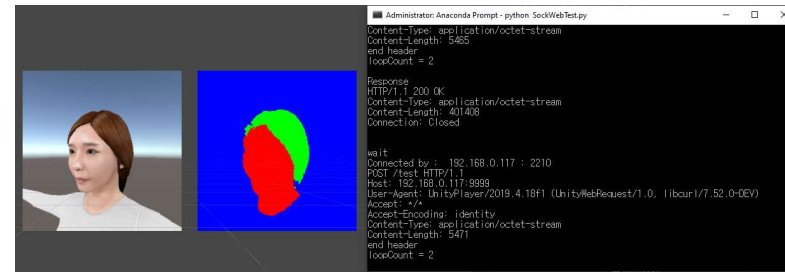 Administrator: Anaconda Prompt - python SockWebTest.py
Content-Type: application/octet-stream
Content-Length: 5465
end header
loopCount = 2
Response
HTTP/1.1 200 OK
Content-Type: application/octet-stream
Content-Length: 401408
Connection: Closed
wait
Connected by : 192.168.0.117 : 2210
POST /test HTTP/1.1
Host: 192.168.0.117:9999
User-Agent: UnityPlayer/2019.4.18f1 (UnityWebRequest/1.0, libcurl/7.52.0-DEV)
Accept: */*
Accept-Encoding: identity
Content-Type: application/octet-stream
Content-Length: 5471
end header
loopCount = 2